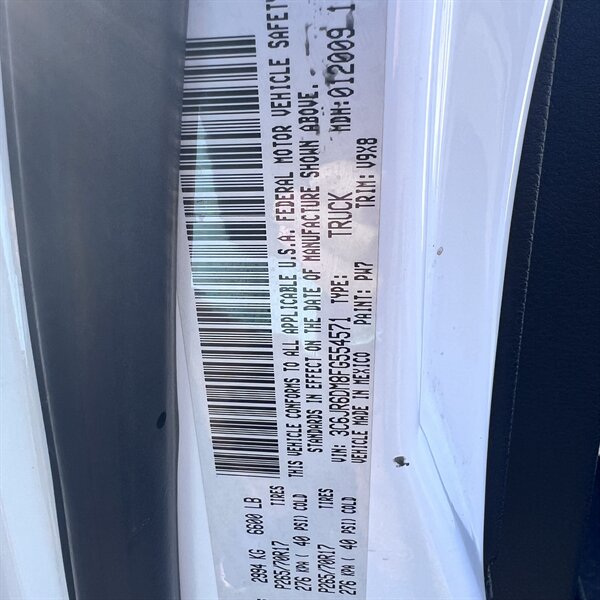 2994 KG 6600 LB
P265/70R17 TIRES
276 KPA ( 40 PSI) COLD
P265/70R17 TIRES
276 KPA ( 40 PSI) COLD
THIS VEHICLE CONFORMS TO ALL APPLICABLE U.S.A. FEDERAL MOTOR VEHICLE SAFETY
STANDARDS IN EFFECT ON THE DATE OF MANUFACTURE SHOWN ABOVE.
VIN: 3C6JR6DM8FG554571 TYPE: TRUCK MDH: 012009 1
VEHICLE MADE IN MEXICO PAINT: PW7 TRIM: V9X8